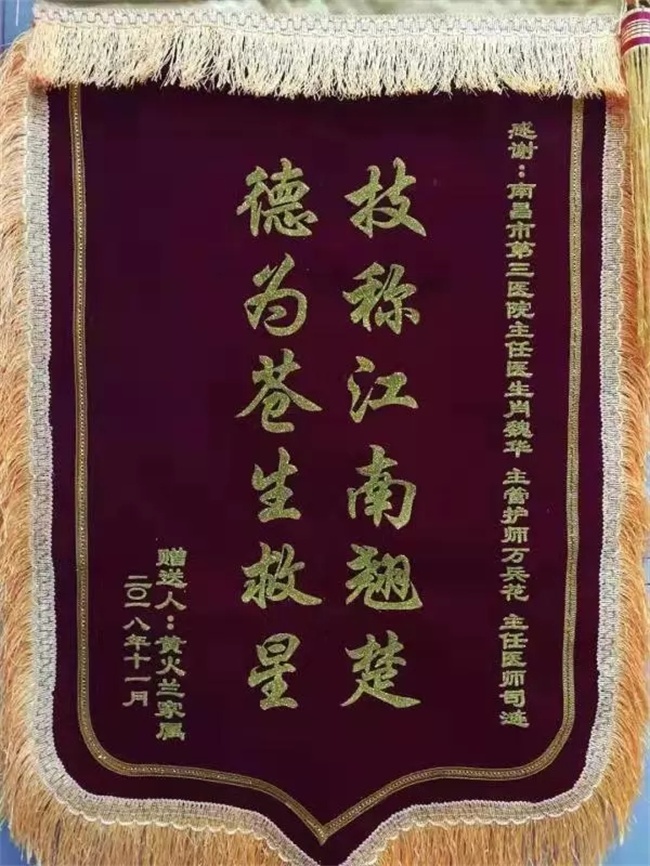 感谢：南昌市第三医院主任医生肖魏华 主管护师万兵花 主任医师司涟
技称江南翘楚
德为苍生救星
赠送人：黄火兰家属
二〇一八年十一月